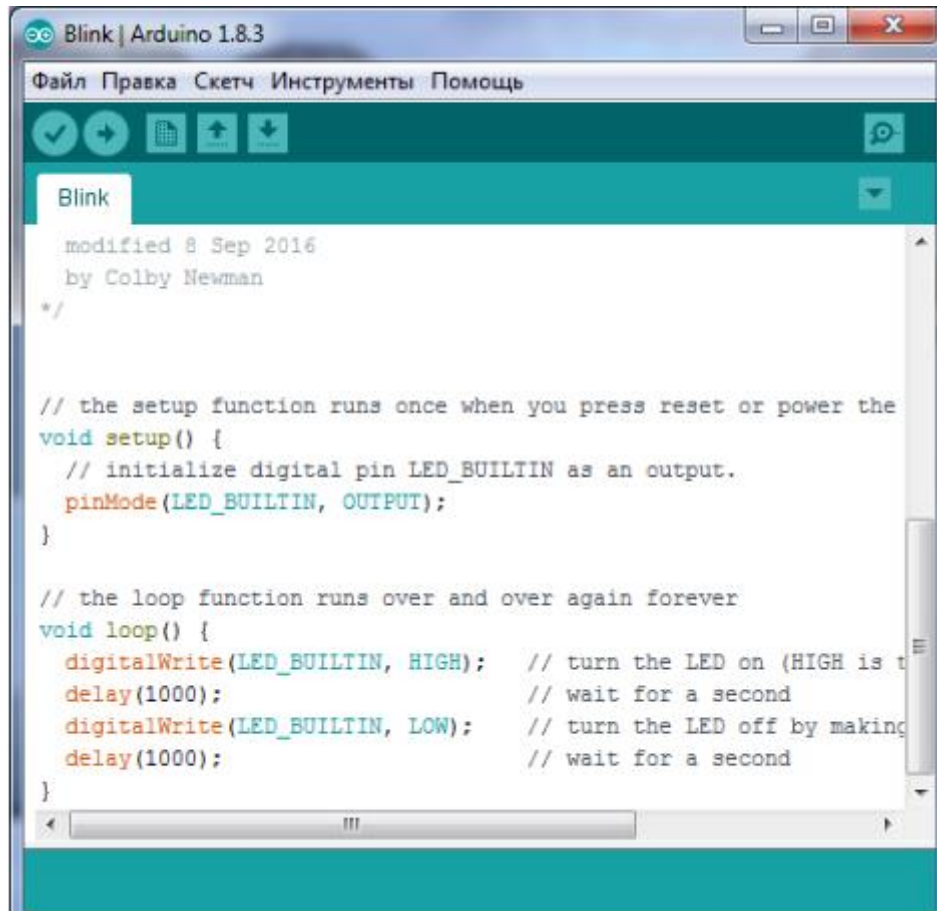 Blink | Arduino 1.8.3
Файл Правка Скетч Инструменты Помощь
Blink
modified 8 Sep 2016
by Colby Newman
*/
// the setup function runs once when you press reset or power the
void setup() {
// initialize digital pin LED_BUILTIN as an output.
pinMode(LED_BUILTIN, OUTPUT);
}
// the loop function runs over and over again forever
void loop() {
digitalWrite(LED_BUILTIN, HIGH);   // turn the LED on (HIGH is t
delay(1000);                       // wait for a second
digitalWrite(LED_BUILTIN, LOW);    // turn the LED off by making
delay(1000);                       // wait for a second
}